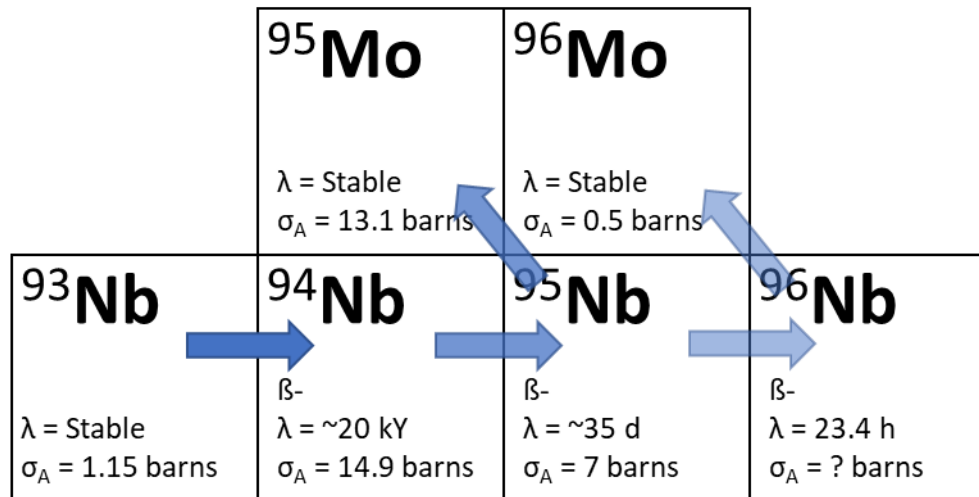 ⁹⁵Mo
λ = Stable
σA = 13.1 barns
⁹⁶Mo
λ = Stable
σA = 0.5 barns
⁹³Nb
λ = Stable
σA = 1.15 barns
⁹⁴Nb
ß-
λ = ~20 kY
σA = 14.9 barns
⁹⁵Nb
ß-
λ = ~35 d
σA = 7 barns
⁹⁶Nb
ß-
λ = 23.4 h
σA = ? barns